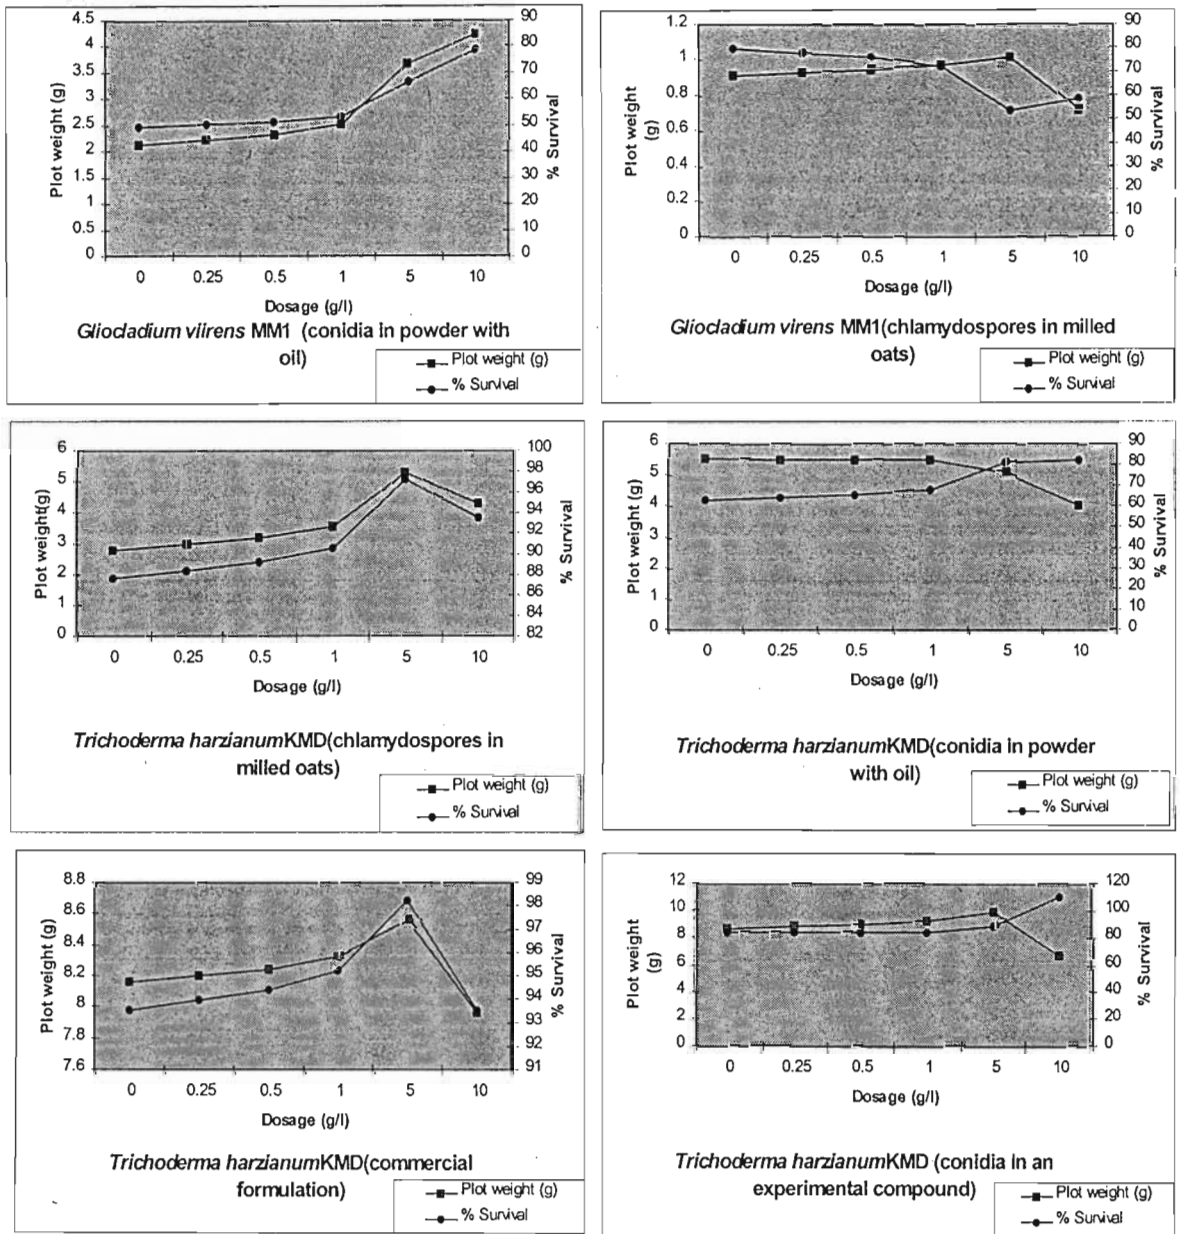 4.5
4
3.5
3
2.5
2
1.5
1
0.5
0
Plot weight (g)
90
80
70
60
50
40
30
20
10
0
% Survival
0 0.25 0.5 1 5 10
Dosage (g/l)
Gliocladium viirens MM1 (conidia in powder with
oil)
Plot weight (g)
% Survival
1.2
1
0.8
0.6
0.4
0.2
0
Plot weight
(g)
90
80
70
60
50
40
30
20
10
0
% Survival
0 0.25 0.5 1 5 10
Dosage (g/l)
Gliocladium virens MM1(chlamydospores in milled
oats)
Plot weight (g)
% Survival
6
5
4
3
2
1
0
Plot weight(g)
100
98
96
94
92
90
88
86
84
82
% Survival
0 0.25 0.5 1 5 10
Dosage (g/l)
Trichoderma harzianumKMD(chlamydospores in
milled oats)
Plot weight (g)
% Survival
6
5
4
3
2
1
0
Plot weight (g)
90
80
70
60
50
40
30
20
10
0
% Survival
0 0.25 0.5 1 5 10
Dosage (g/l)
Trichoderma harzianumKMD(conidia in powder
with oil)
Plot weight (g)
% Survival
8.8
8.6
8.4
8.2
8
7.8
7.6
Plot weight (g)
99
98
97
96
95
94
93
92
91
% Survival
0 0.25 0.5 1 5 10
Dosage (g/l)
Trichoderma harzianumKMD(commercial
formulation)
Plot weight (g)
% Survival
12
10
8
6
4
2
0
Plot weight
(g)
120
100
80
60
40
20
0
% Survival
0 0.25 0.5 1 5 10
Dosage (g/l)
Trichoderma harzianumKMD (conidia in an
experimental compound)
Plot weight (g)
% Survival